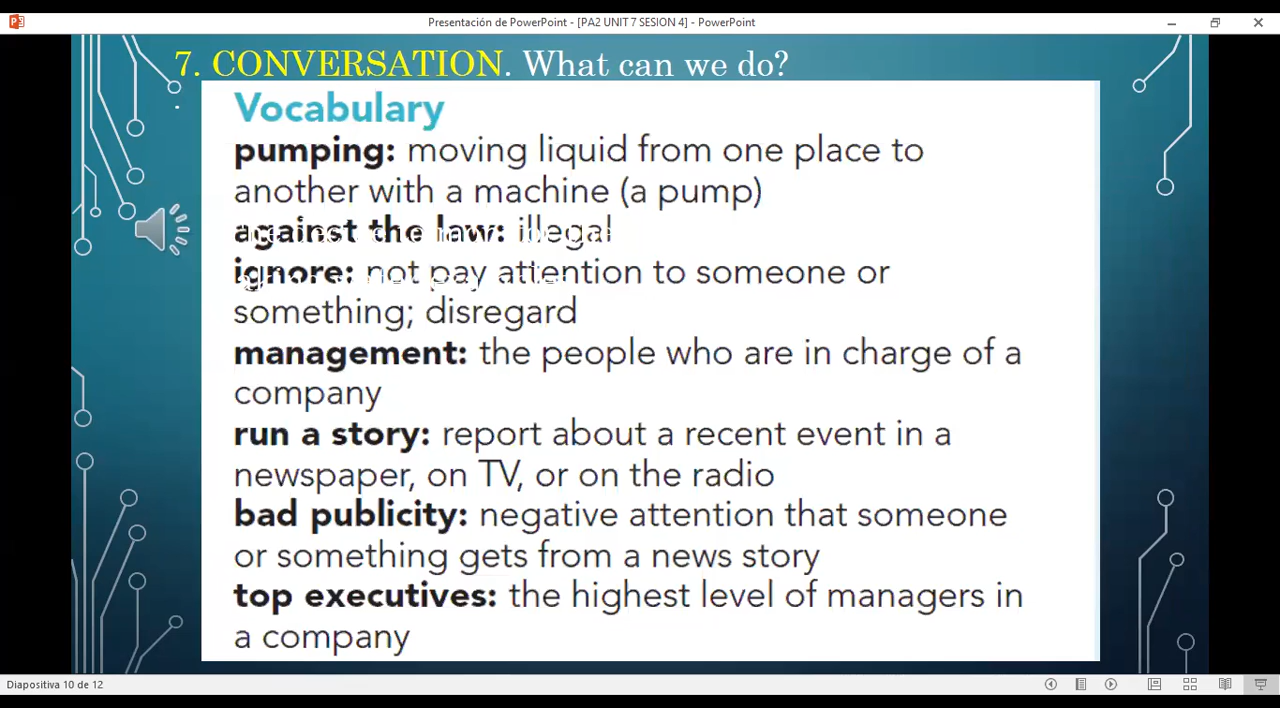 Presentación de PowerPoint - [PA2 UNIT 7 SESION 4] - PowerPoint
7. CONVERSATION. What can we do?
.
Vocabulary
pumping: moving liquid from one place to
another with a machine (a pump)
against the law: illegal
ignore: not pay attention to someone or
something; disregard
management: the people who are in charge of a
company
run a story: report about a recent event in a
newspaper, on TV, or on the radio
bad publicity: negative attention that someone
or something gets from a news story
top executives: the highest level of managers in
a company
Diapositiva 10 de 12